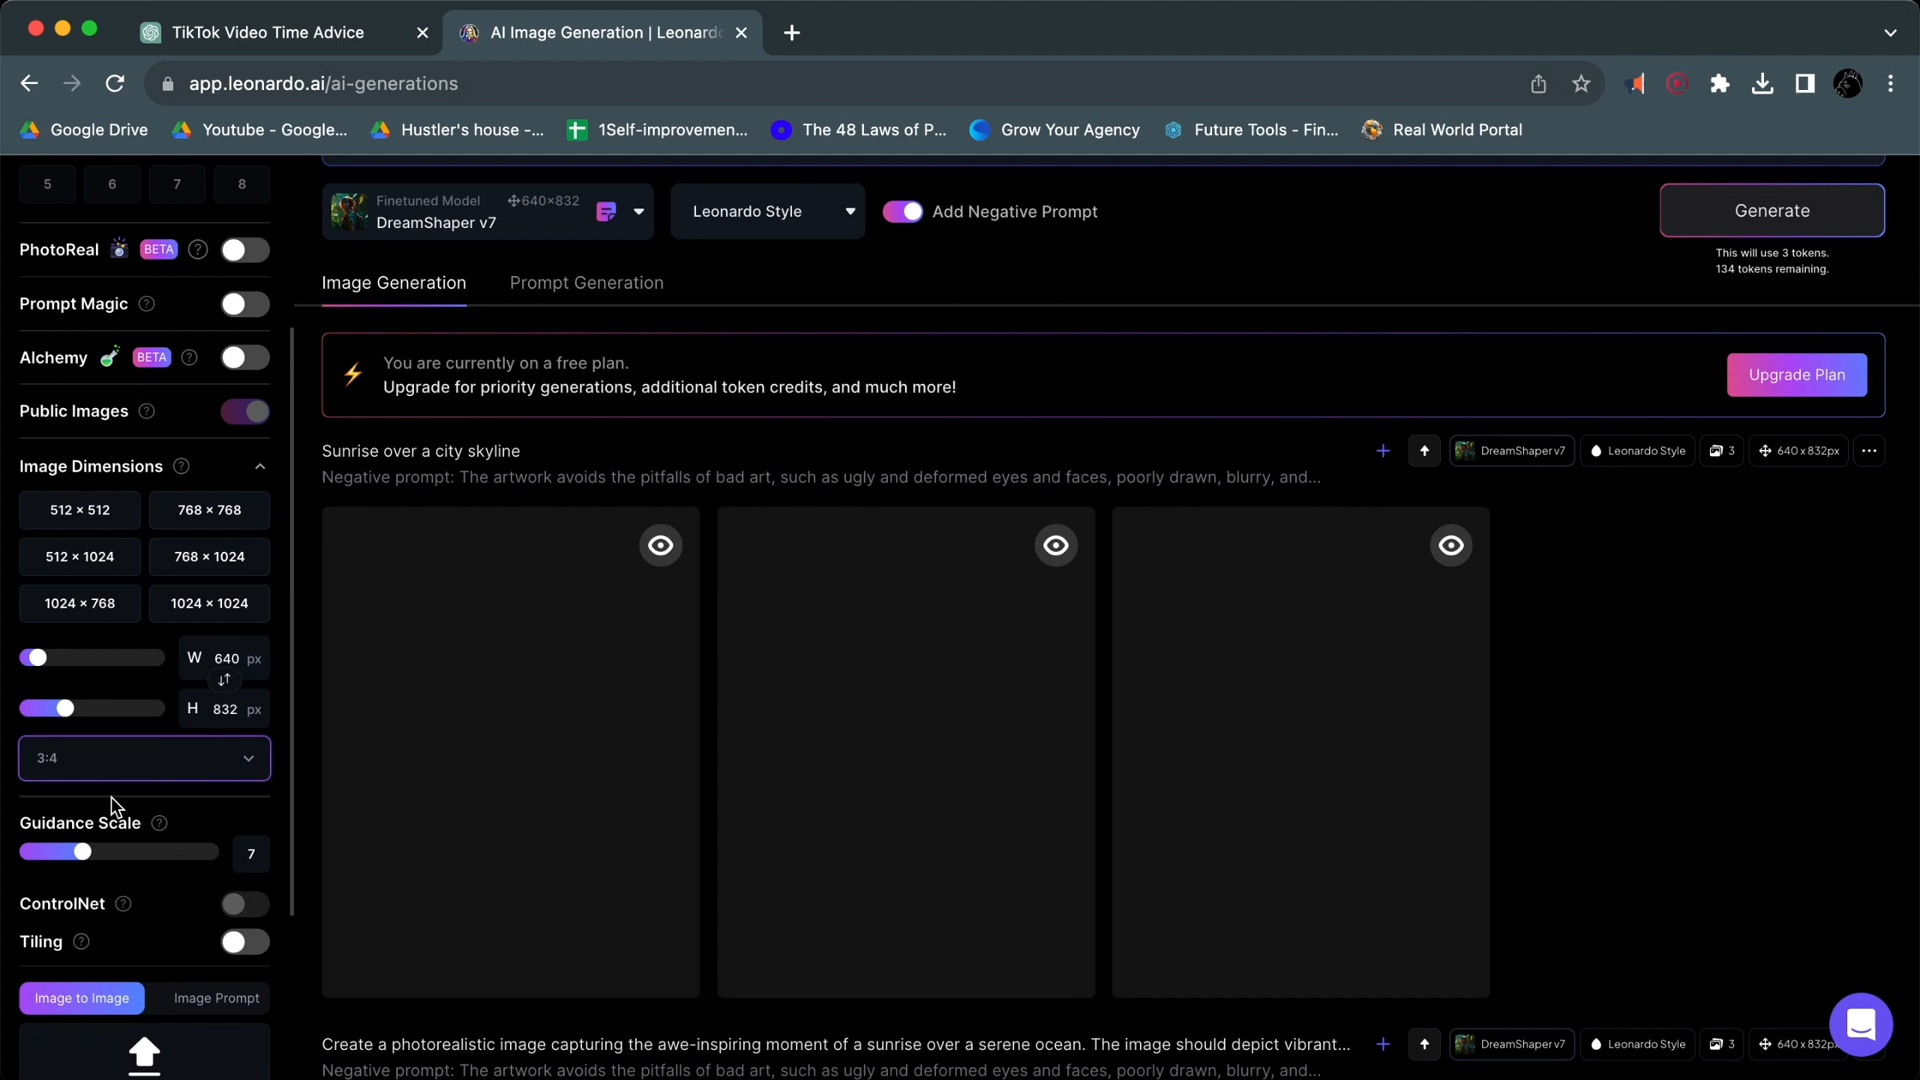 TikTok Video Time Advice
AI Image Generation | Leonardo
app.leonardo.ai/ai-generations
Google Drive
Youtube - Google...
Hustler's house -...
1Self-improvemen...
The 48 Laws of P...
Grow Your Agency
Future Tools - Fin...
Real World Portal
5 6 7 8
Finetuned Model 640×832
DreamShaper v7
Leonardo Style
Add Negative Prompt
Generate
This will use 3 tokens.
134 tokens remaining.
PhotoReal BETA ?
Prompt Magic ?
Alchemy BETA ?
Public Images ?
Image Dimensions ?
512 × 512 768 × 768
512 × 1024 768 × 1024
1024 × 768 1024 × 1024
W 640 px
H 832 px
3:4
Guidance Scale ?
7
ControlNet ?
Tiling ?
Image to Image Image Prompt
Image Generation Prompt Generation
You are currently on a free plan.
Upgrade for priority generations, additional token credits, and much more!
Upgrade Plan
Sunrise over a city skyline
DreamShaper v7 Leonardo Style 3 640 x 832px
Negative prompt: The artwork avoids the pitfalls of bad art, such as ugly and deformed eyes and faces, poorly drawn, blurry, and...
Create a photorealistic image capturing the awe-inspiring moment of a sunrise over a serene ocean. The image should depict vibrant...
DreamShaper v7 Leonardo Style 3 640 x 832px
Negative prompt: The artwork avoids the pitfalls of bad art, such as ugly and deformed eyes and faces, poorly drawn, blurry, and...